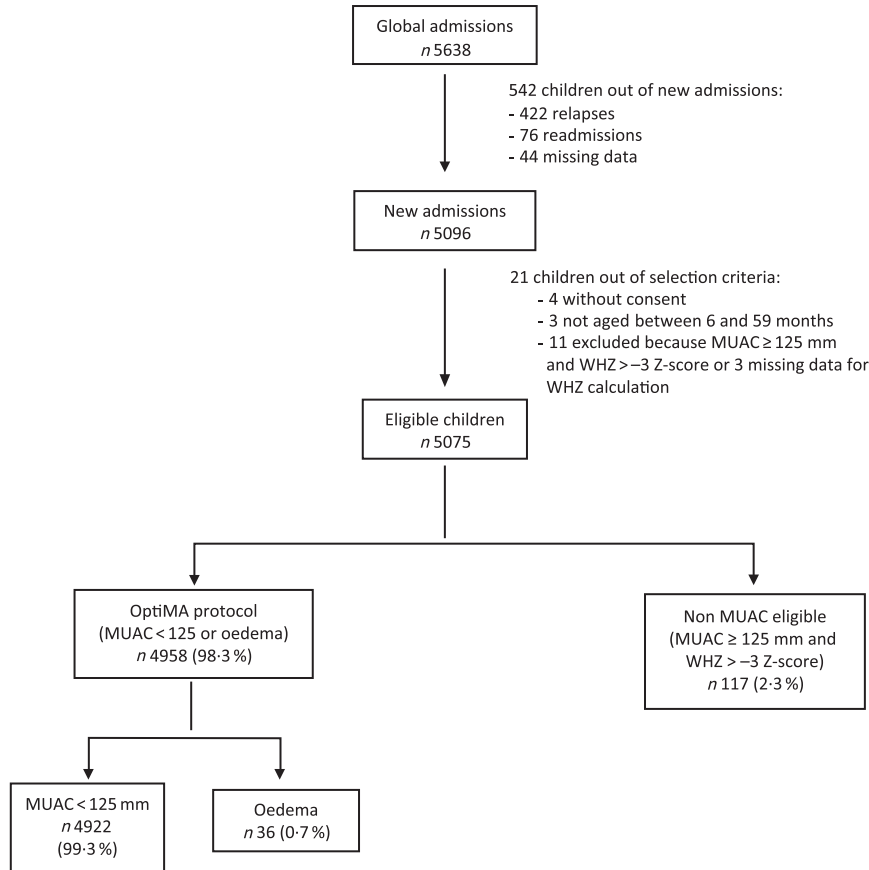 Global admissions
n 5638
542 children out of new admissions:
- 422 relapses
- 76 readmissions
- 44 missing data
New admissions
n 5096
21 children out of selection criteria:
- 4 without consent
- 3 not aged between 6 and 59 months
- 11 excluded because MUAC ≥ 125 mm
and WHZ > –3 Z-score or 3 missing data for
WHZ calculation
Eligible children
n 5075
OptiMA protocol
(MUAC < 125 or oedema)
n 4958 (98·3 %)
Non MUAC eligible
(MUAC ≥ 125 mm and
WHZ > –3 Z-score)
n 117 (2·3 %)
MUAC < 125 mm
n 4922
(99·3 %)
Oedema
n 36 (0·7 %)